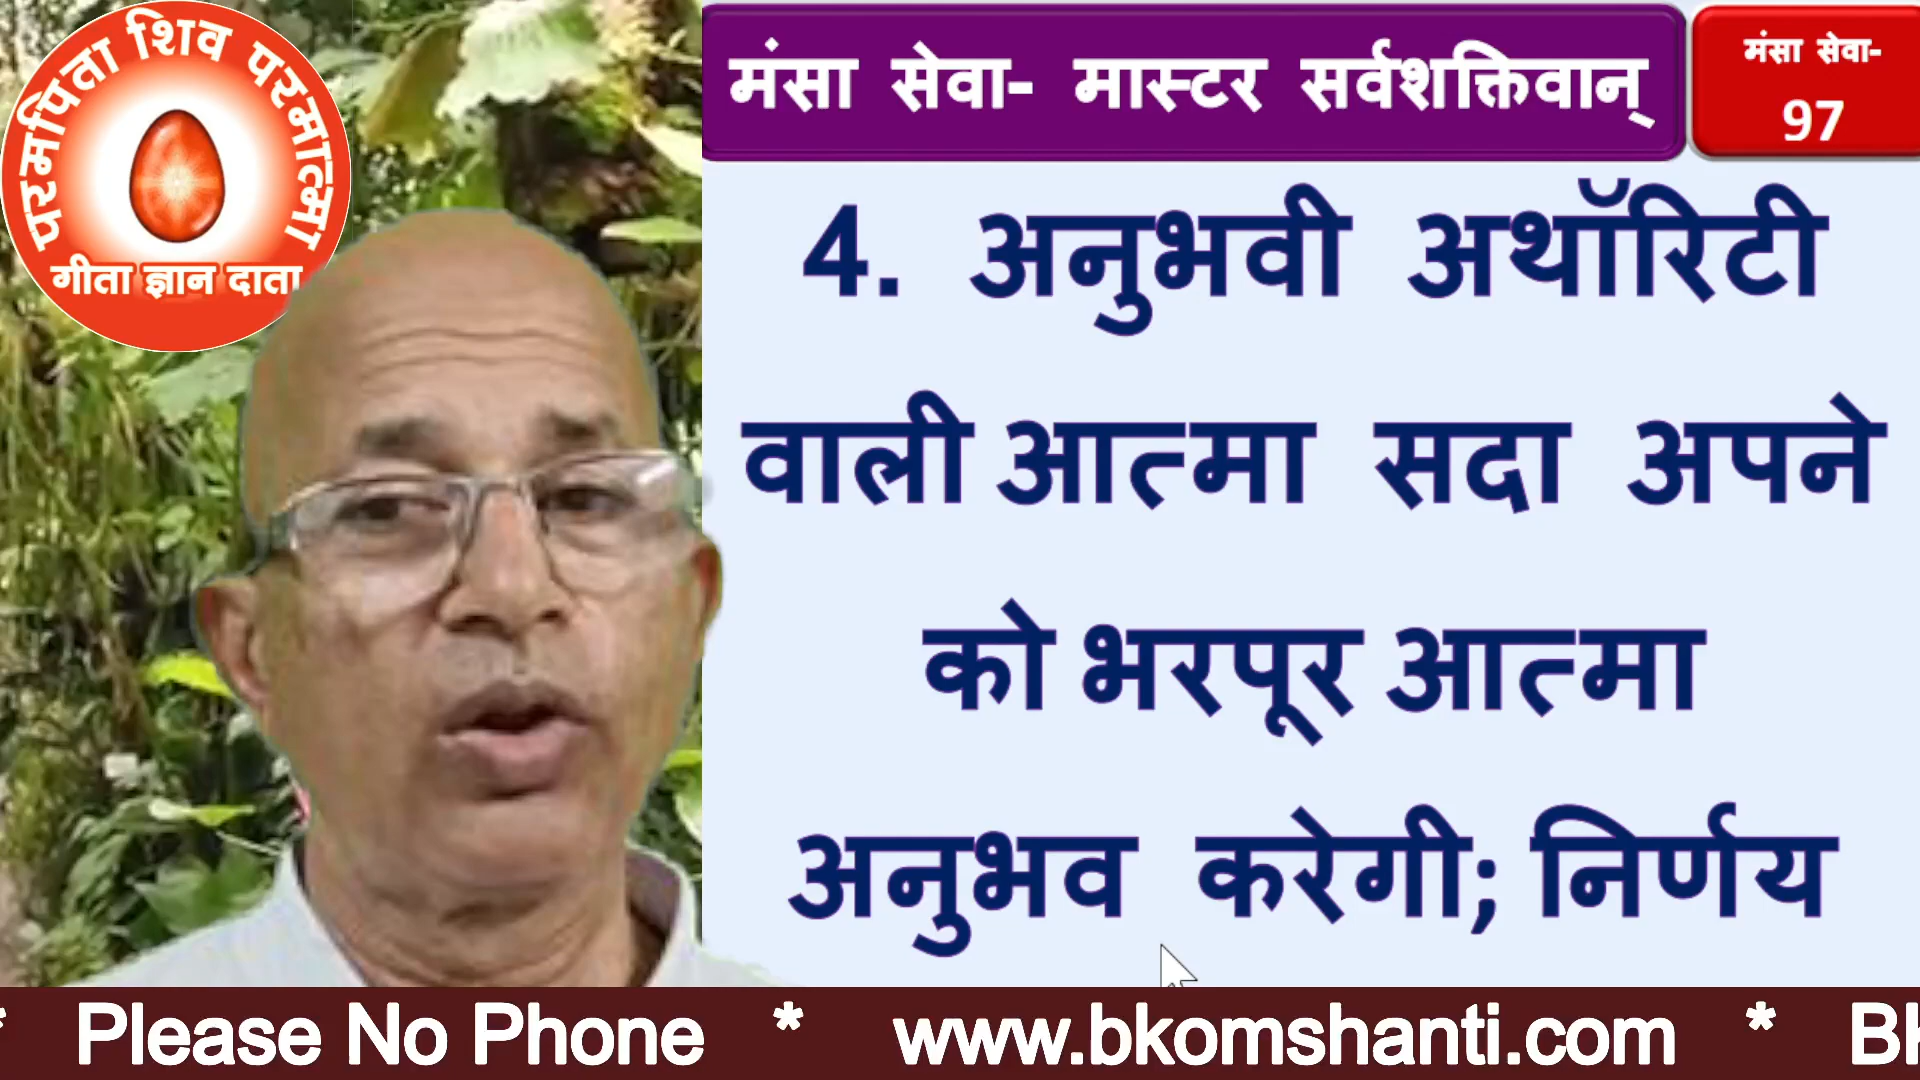 परमपिता शिव परमात्मा
गीता ज्ञान दाता
मंसा सेवा- मास्टर सर्वशक्तिवान्
मंसा सेवा-
97
4. अनुभवी अथॉरिटी
वाली आत्मा सदा अपने
को भरपूर आत्मा
अनुभव करेगी; निर्णय
* Please No Phone * www.bkomshanti.com *